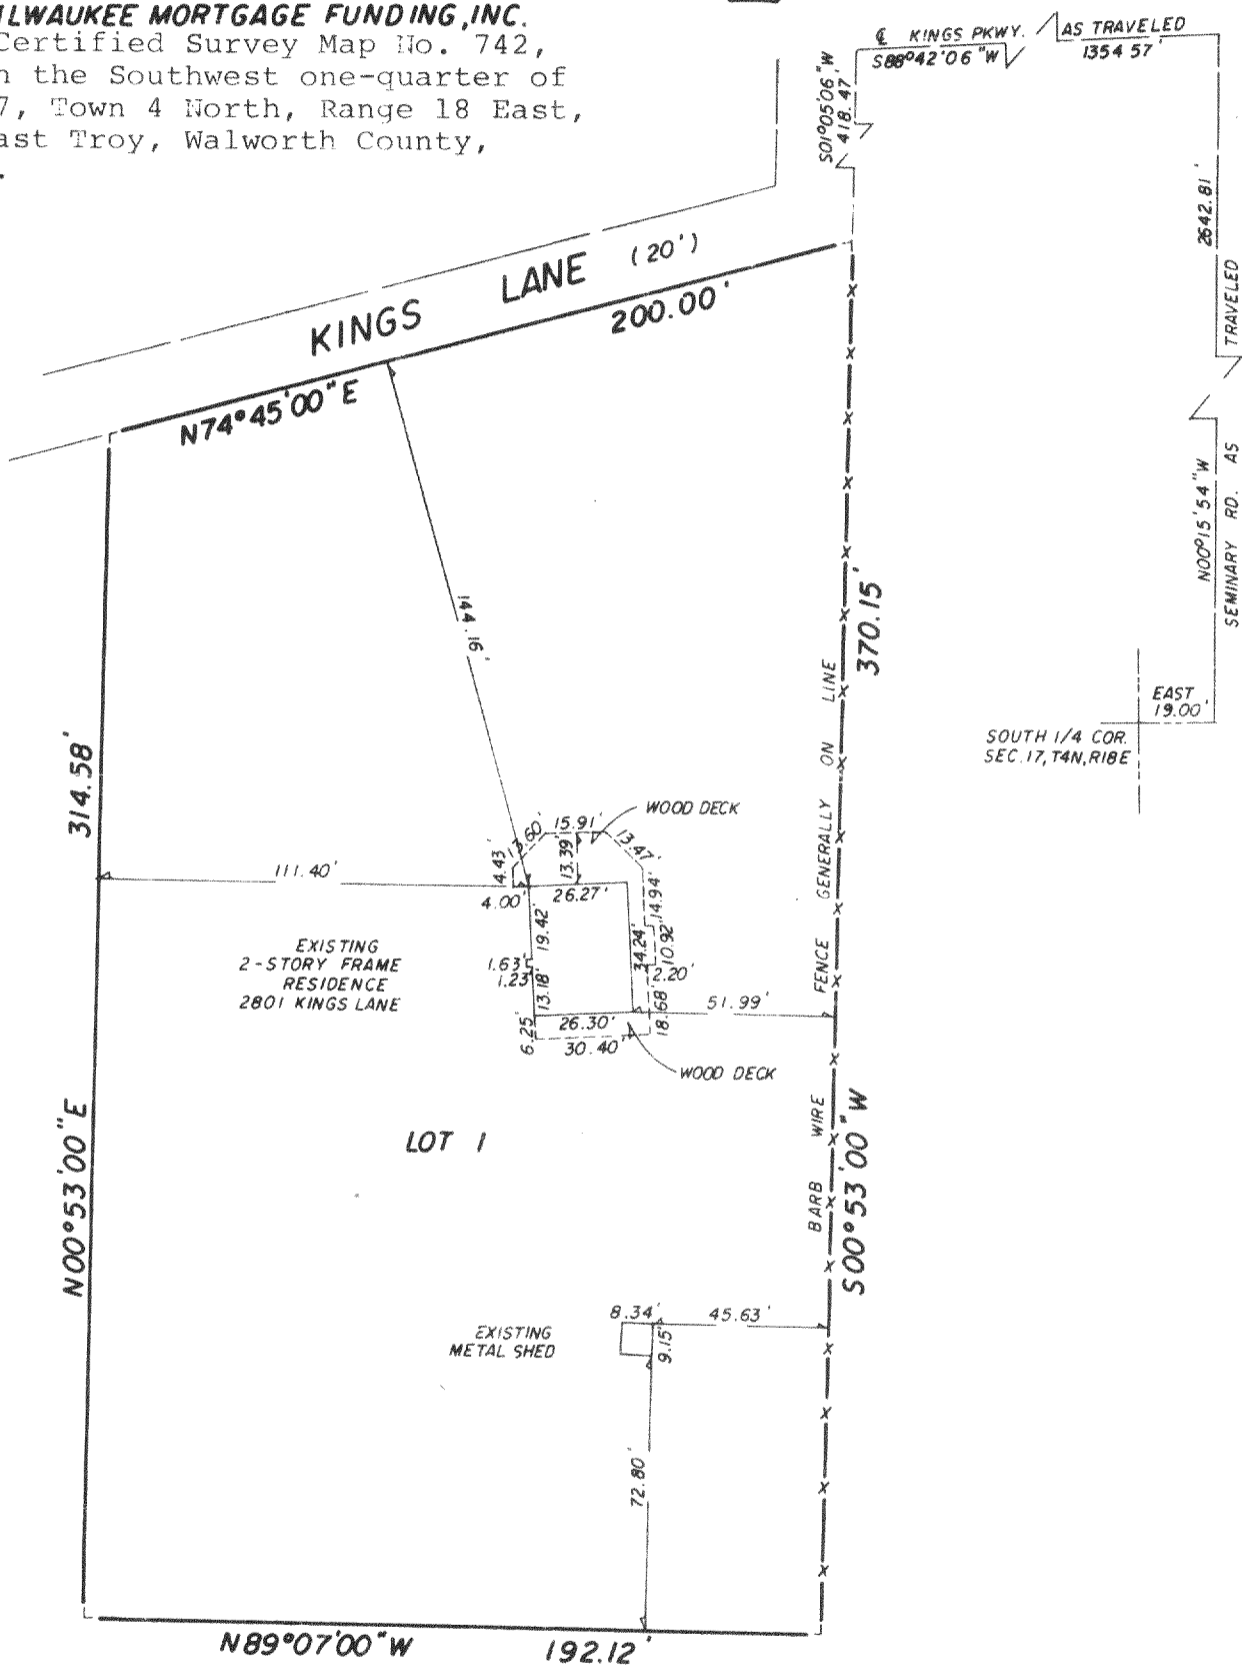 ILWAUKEE MORTGAGE FUNDING,INC.
Certified Survey Map No. 742,
n the Southwest one-quarter of
7, Town 4 North, Range 18 East,
ast Troy, Walworth County,
.
℄ KINGS PKWY. AS TRAVELED
S88°42'06"W 1354.57'
S01°05'06"W
418.47'
2642.81'
KINGS LANE (20')
N74°45'00"E 200.00'
N00°15'54"W
SEMINARY RD. AS TRAVELED
EAST
19.00'
SOUTH 1/4 COR.
SEC.17,T4N,R18E
144.16'
314.58'
N00°53'00"E
370.15'
S00°53'00"W
BARB WIRE FENCE GENERALLY ON LINE
WOOD DECK
15.91'
13.60'
13.47'
4.43'
13.39'
111.40'
4.00'
26.27'
14.94'
19.42'
34.24'
10.92'
EXISTING
2-STORY FRAME
RESIDENCE
2801 KINGS LANE
1.63'
1.23'
13.18'
2.20'
18.68'
51.99'
6.25'
26.30'
30.40'
WOOD DECK
LOT 1
8.34'
45.63'
EXISTING
METAL SHED
9.15'
72.80'
N89°07'00"W 192.12'